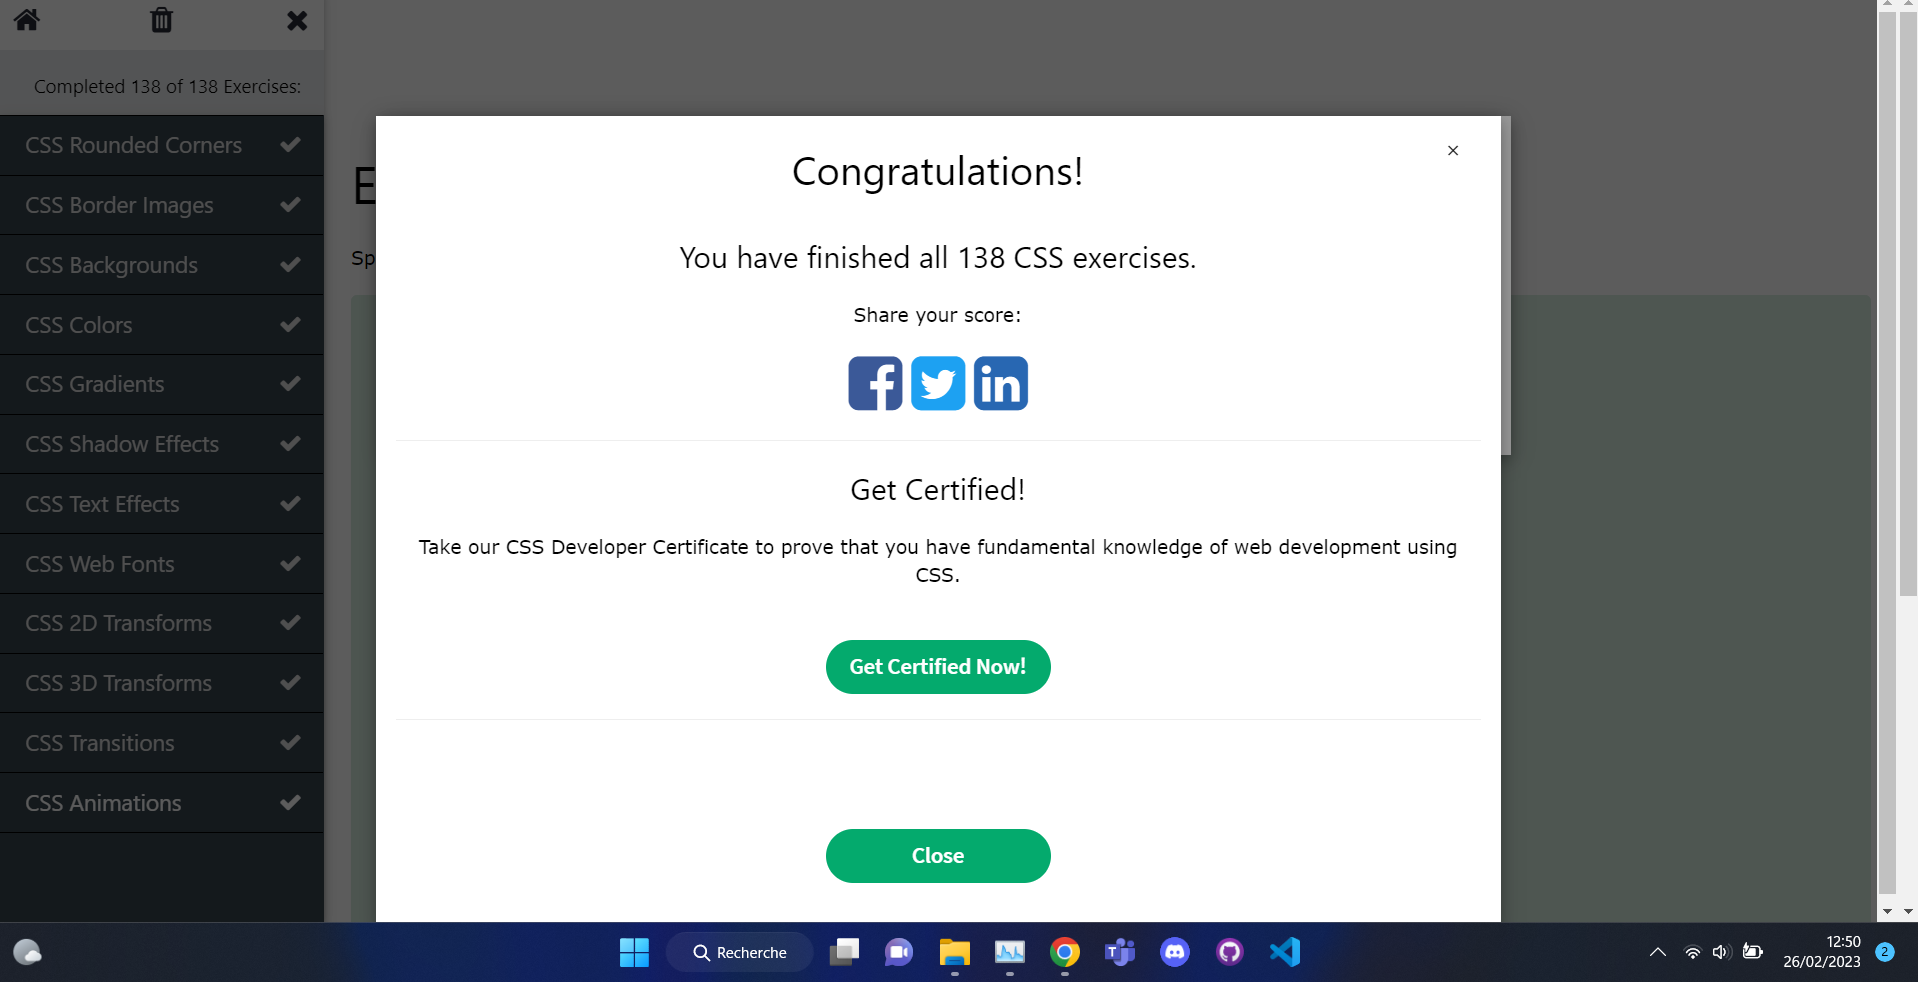 Completed 138 of 138 Exercises:
CSS Rounded Corners
CSS Border Images
CSS Backgrounds
CSS Colors
CSS Gradients
CSS Shadow Effects
CSS Text Effects
CSS Web Fonts
CSS 2D Transforms
CSS 3D Transforms
CSS Transitions
CSS Animations
E
Sp
×
Congratulations!
You have finished all 138 CSS exercises.
Share your score:
Get Certified!
Take our CSS Developer Certificate to prove that you have fundamental knowledge of web development using
CSS.
Get Certified Now!
Close
Recherche
12:50
26/02/2023
2